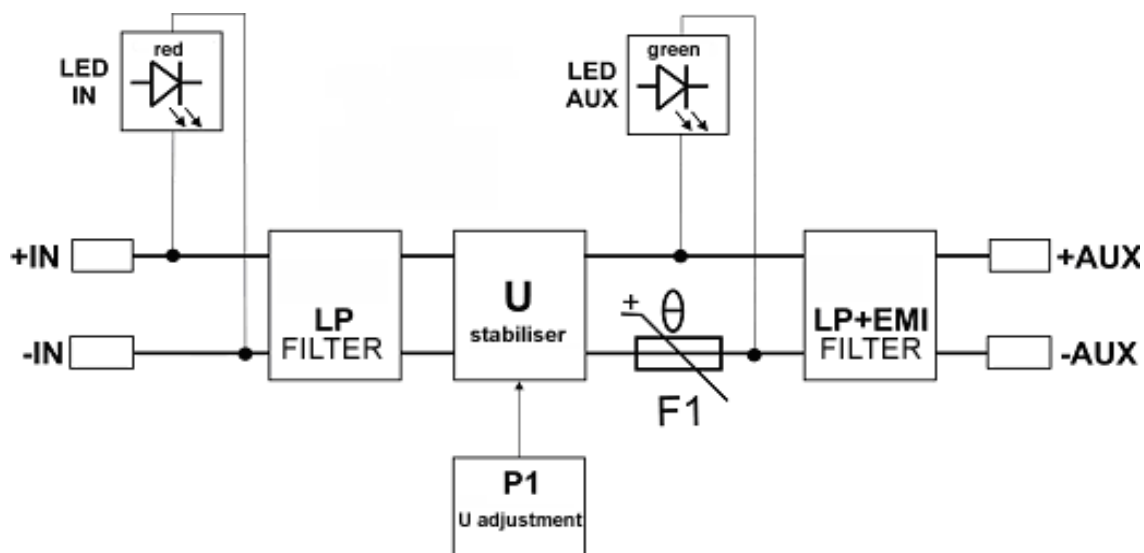 red
LED
IN
green
LED
AUX
+IN
-IN
LP
FILTER
U
stabiliser
+ θ
F1
LP+EMI
FILTER
+AUX
-AUX
P1
U adjustment